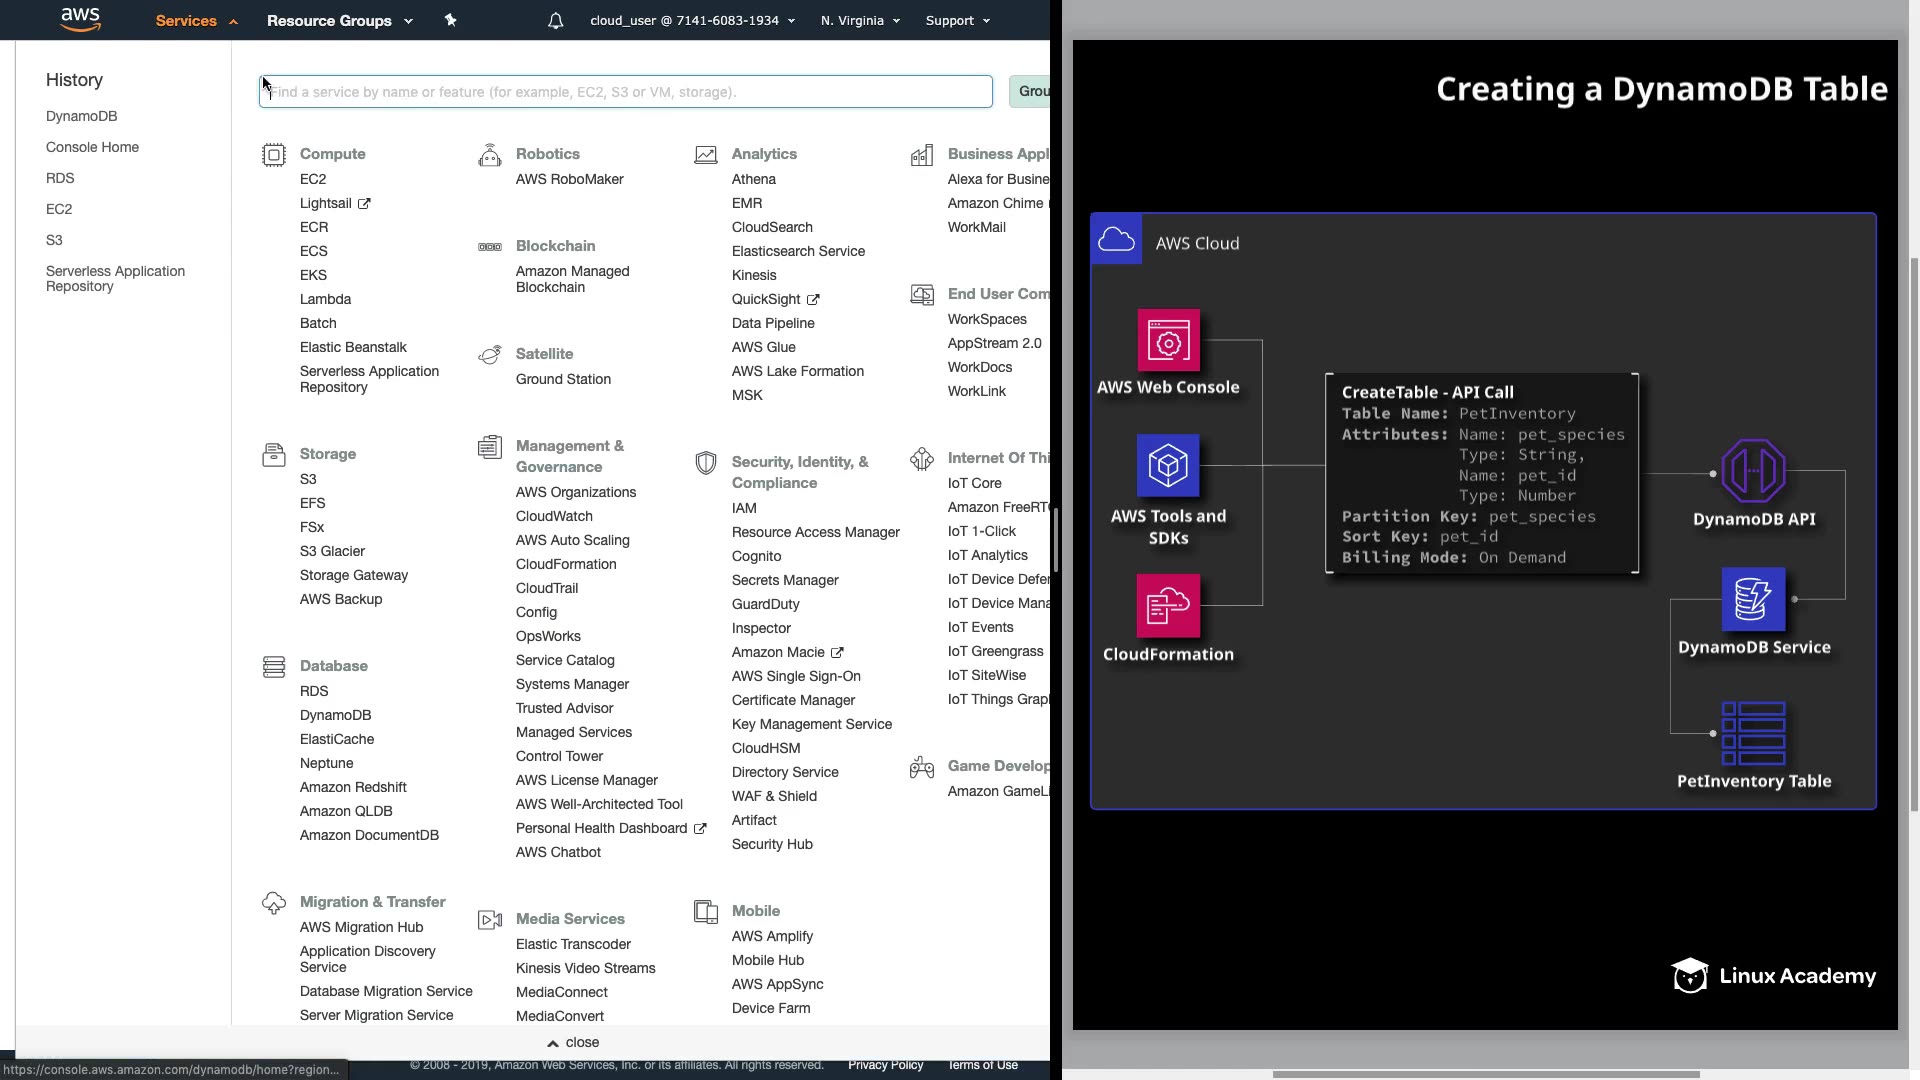 aws
Services
Resource Groups
cloud_user @ 7141-6083-1934
N. Virginia
Support
History
DynamoDB
Console Home
RDS
EC2
S3
Serverless Application
Repository
Find a service by name or feature (for example, EC2, S3 or VM, storage).
Grou
Compute
EC2
Lightsail
ECR
ECS
EKS
Lambda
Batch
Elastic Beanstalk
Serverless Application
Repository
Storage
S3
EFS
FSx
S3 Glacier
Storage Gateway
AWS Backup
Database
RDS
DynamoDB
ElastiCache
Neptune
Amazon Redshift
Amazon QLDB
Amazon DocumentDB
Migration & Transfer
AWS Migration Hub
Application Discovery
Service
Database Migration Service
Server Migration Service
Robotics
AWS RoboMaker
Blockchain
Amazon Managed
Blockchain
Satellite
Ground Station
Management &
Governance
AWS Organizations
CloudWatch
AWS Auto Scaling
CloudFormation
CloudTrail
Config
OpsWorks
Service Catalog
Systems Manager
Trusted Advisor
Managed Services
Control Tower
AWS License Manager
AWS Well-Architected Tool
Personal Health Dashboard
AWS Chatbot
Media Services
Elastic Transcoder
Kinesis Video Streams
MediaConnect
MediaConvert
Analytics
Athena
EMR
CloudSearch
Elasticsearch Service
Kinesis
QuickSight
Data Pipeline
AWS Glue
AWS Lake Formation
MSK
Security, Identity, &
Compliance
IAM
Resource Access Manager
Cognito
Secrets Manager
GuardDuty
Inspector
Amazon Macie
AWS Single Sign-On
Certificate Manager
Key Management Service
CloudHSM
Directory Service
WAF & Shield
Artifact
Security Hub
Mobile
AWS Amplify
Mobile Hub
AWS AppSync
Device Farm
Business Appl
Alexa for Busine
Amazon Chime
WorkMail
End User Com
WorkSpaces
AppStream 2.0
WorkDocs
WorkLink
Internet Of Thi
IoT Core
Amazon FreeRTO
IoT 1-Click
IoT Analytics
IoT Device Defen
IoT Device Mana
IoT Events
IoT Greengrass
IoT SiteWise
IoT Things Grapl
Game Develop
Amazon GameLi
close
https://console.aws.amazon.com/dynamodb/home?region...
© 2008 - 2019, Amazon Web Services, Inc. or its affiliates. All rights reserved.
Privacy Policy
Terms of Use
Creating a DynamoDB Table
AWS Cloud
AWS Web Console
AWS Tools and
SDKs
CloudFormation
CreateTable - API Call
Table Name: PetInventory
Attributes: Name: pet_species
Type: String,
Name: pet_id
Type: Number
Partition Key: pet_species
Sort Key: pet_id
Billing Mode: On Demand
DynamoDB API
DynamoDB Service
PetInventory Table
Linux Academy